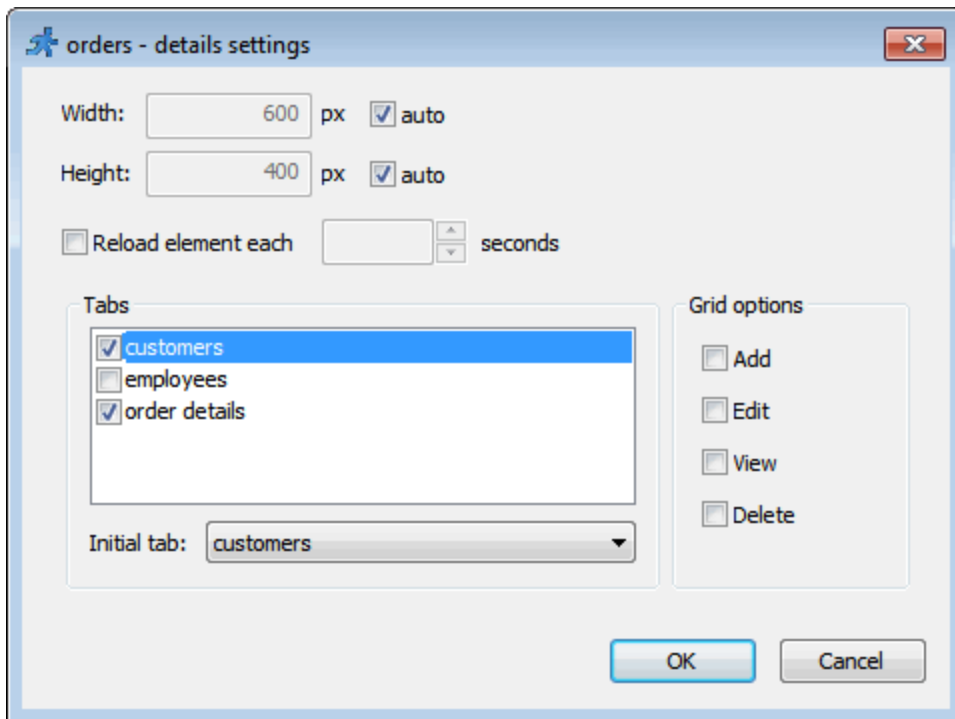 orders - details settings
Width: 600 px auto
Height: 400 px auto
Reload element each seconds
Tabs
customers
employees
order details
Initial tab: customers
Grid options
Add
Edit
View
Delete
OK Cancel